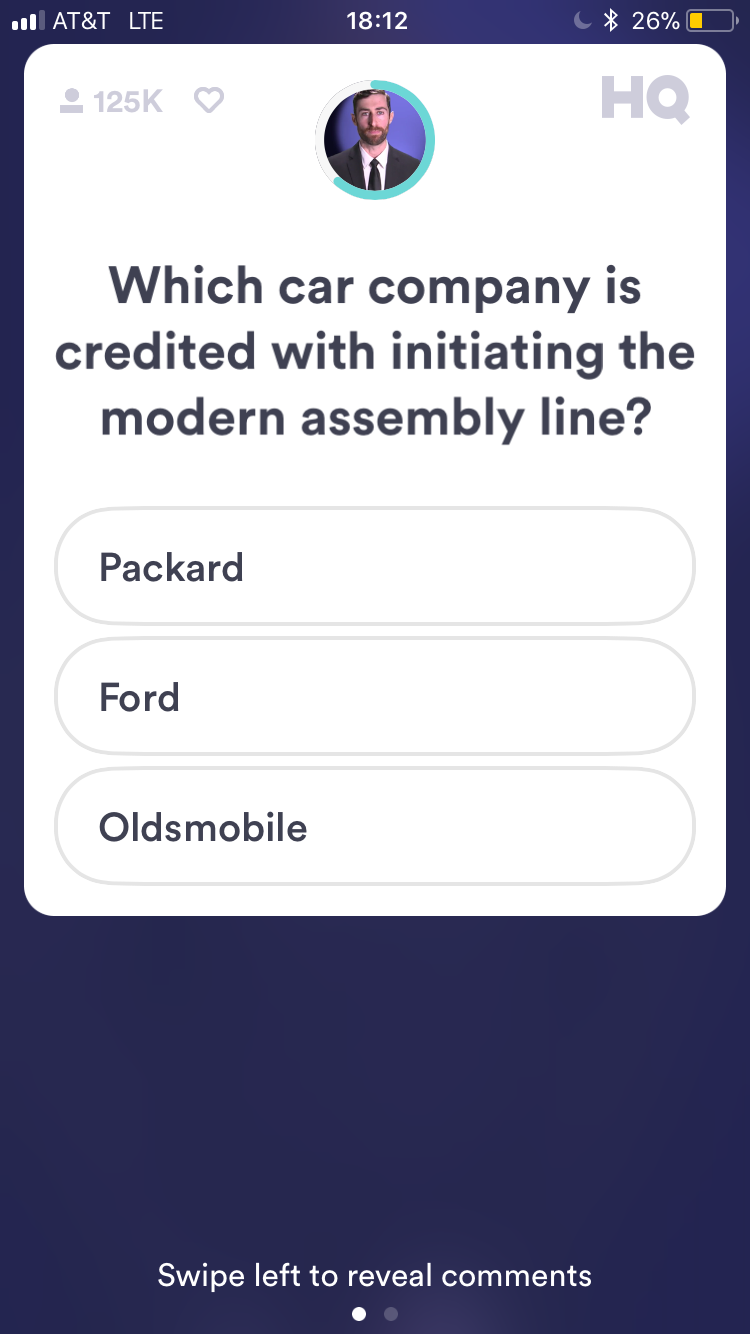 AT&T LTE 18:12 26%
125K HQ
Which car company is
credited with initiating the
modern assembly line?
Packard
Ford
Oldsmobile
Swipe left to reveal comments